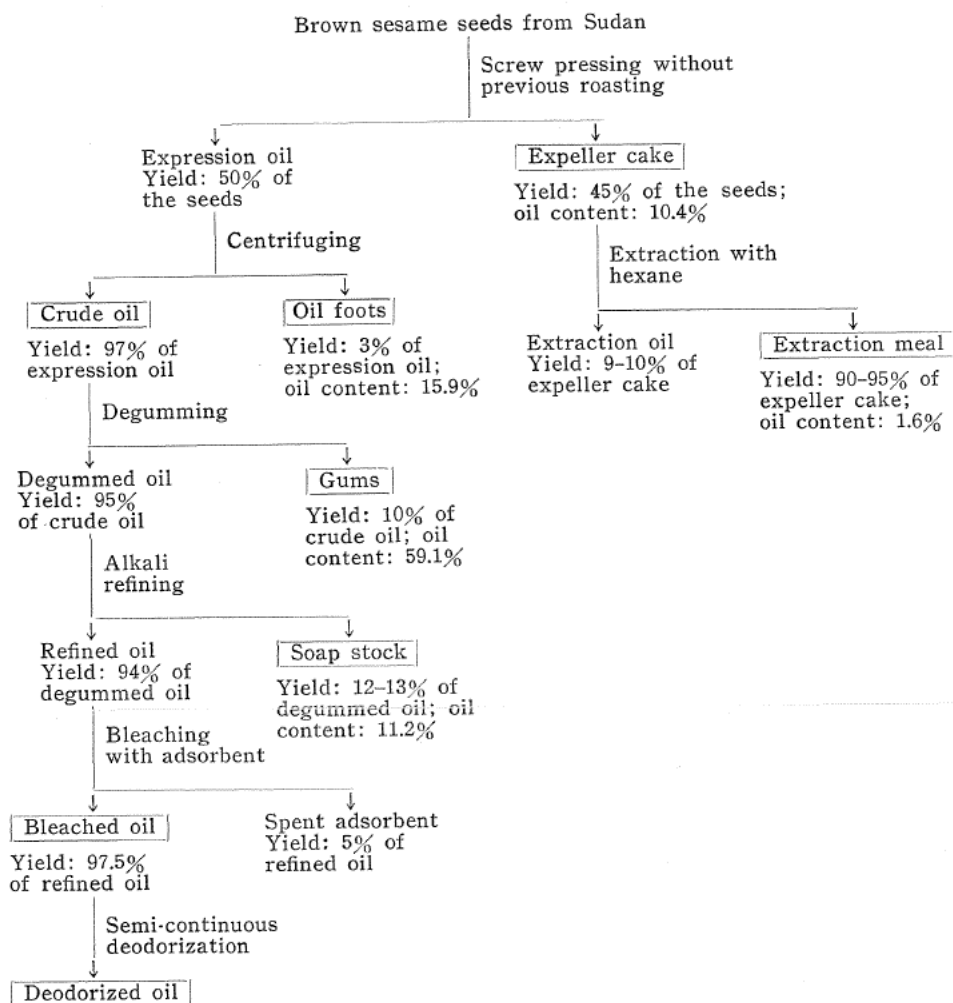 Brown sesame seeds from Sudan
Screw pressing without
previous roasting
Expression oil
Yield: 50% of
the seeds
Expeller cake
Yield: 45% of the seeds;
oil content: 10.4%
Centrifuging
Extraction with
hexane
Crude oil
Yield: 97% of
expression oil
Oil foots
Yield: 3% of
expression oil;
oil content: 15.9%
Extraction oil
Yield: 9–10% of
expeller cake
Extraction meal
Yield: 90–95% of
expeller cake;
oil content: 1.6%
Degumming
Degummed oil
Yield: 95%
of crude oil
Gums
Yield: 10% of
crude oil; oil
content: 59.1%
Alkali
refining
Refined oil
Yield: 94% of
degummed oil
Soap stock
Yield: 12–13% of
degummed oil; oil
content: 11.2%
Bleaching
with adsorbent
Bleached oil
Yield: 97.5%
of refined oil
Spent adsorbent
Yield: 5% of
refined oil
Semi-continuous
deodorization
Deodorized oil